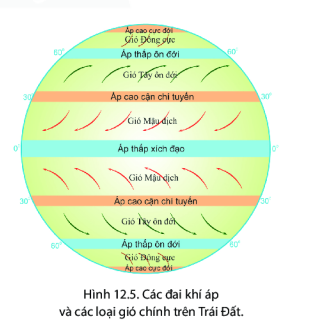 Áp cao cực đới
Gió Đông cực
60° Áp thấp ôn đới 60°
Gió Tây ôn đới
30° Áp cao cận chi tuyến 30°
Gió Mậu dịch
0° Áp thấp xích đạo 0°
Gió Mậu dịch
30° Áp cao cận chi tuyến 30°
Gió Tây ôn đới
60° Áp thấp ôn đới 60°
Gió Đông cực
Áp cao cực đới
Hình 12.5. Các đai khí áp
và các loại gió chính trên Trái Đất.